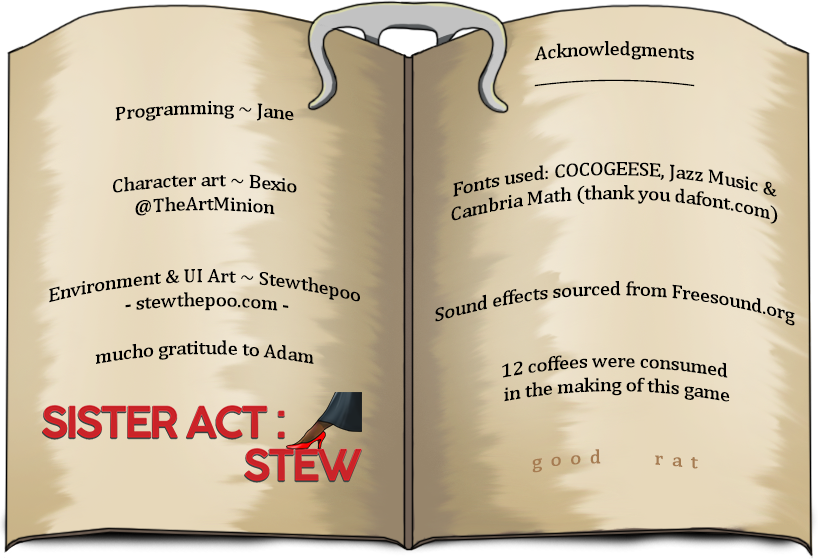 Programming ~ Jane
Character art ~ Bexio
@TheArtMinion
Environment & UI Art ~ Stewthepoo
- stewthepoo.com -
mucho gratitude to Adam
SISTER ACT :
STEW
Acknowledgments
Fonts used: COCOGEESE, Jazz Music &
Cambria Math (thank you dafont.com)
Sound effects sourced from Freesound.org
12 coffees were consumed
in the making of this game
good rat